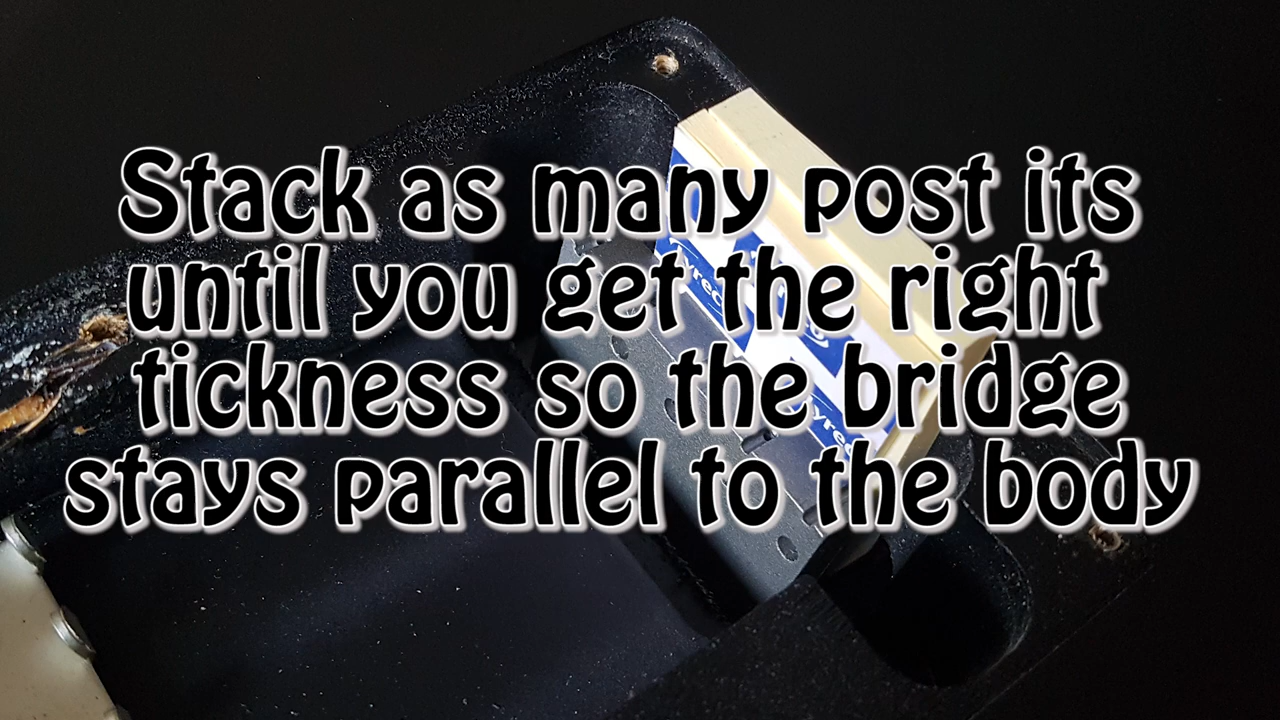 Stack as many post its
until you get the right
tickness so the bridge
stays parallel to the body